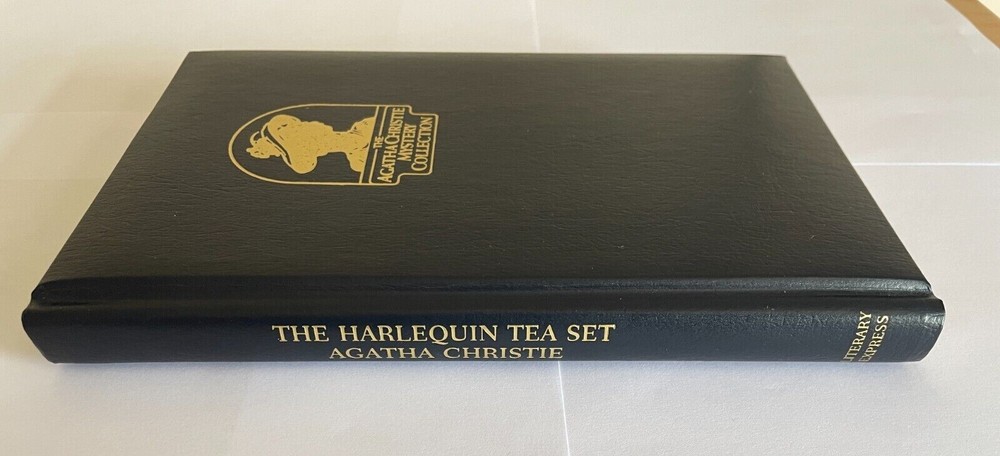 THE
AGATHA CHRISTIE
MYSTERY
COLLECTION
THE HARLEQUIN TEA SET
AGATHA CHRISTIE
LITERARY
EXPRESS